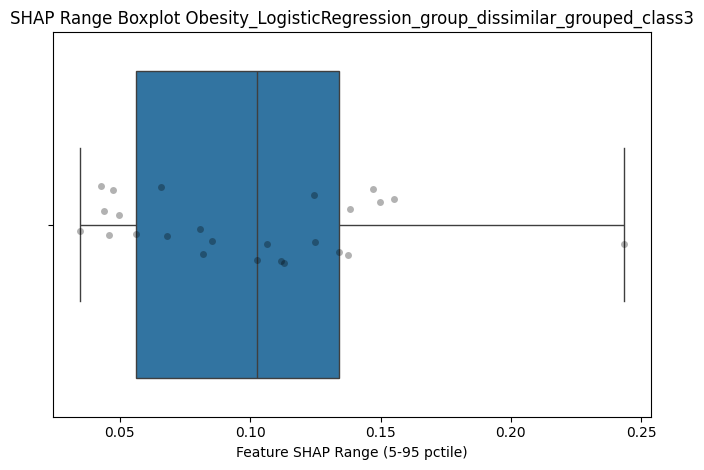 SHAP Range Boxplot Obesity_LogisticRegression_group_dissimilar_grouped_class3
0.05 0.10 0.15 0.20 0.25
Feature SHAP Range (5-95 pctile)